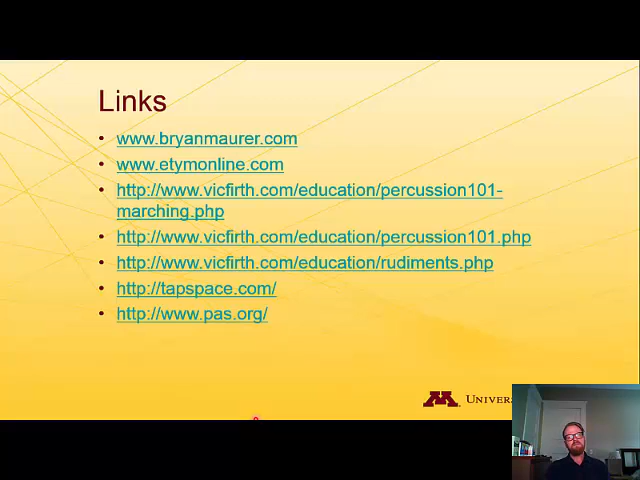 Links
• www.bryanmaurer.com
• www.etymonline.com
• http://www.vicfirth.com/education/percussion101-
marching.php
• http://www.vicfirth.com/education/percussion101.php
• http://www.vicfirth.com/education/rudiments.php
• http://tapspace.com/
• http://www.pas.org/
M